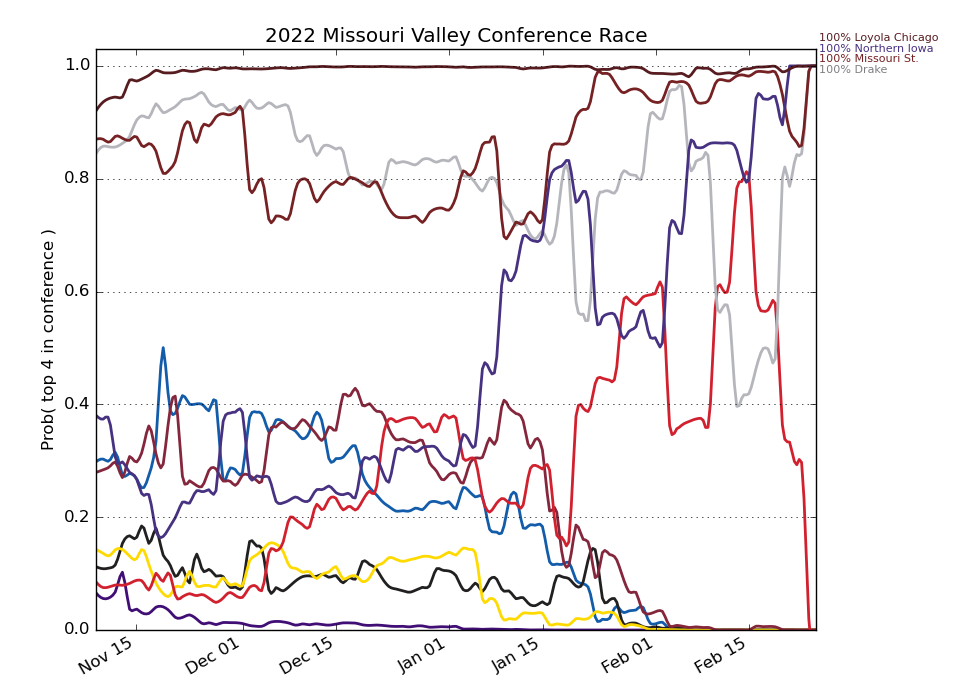 2022 Missouri Valley Conference Race
100% Loyola Chicago
100% Northern Iowa
100% Missouri St.
100% Drake
Prob( top 4 in conference )
1.0
0.8
0.6
0.4
0.2
0.0
Nov 15
Dec 01
Dec 15
Jan 01
Jan 15
Feb 01
Feb 15